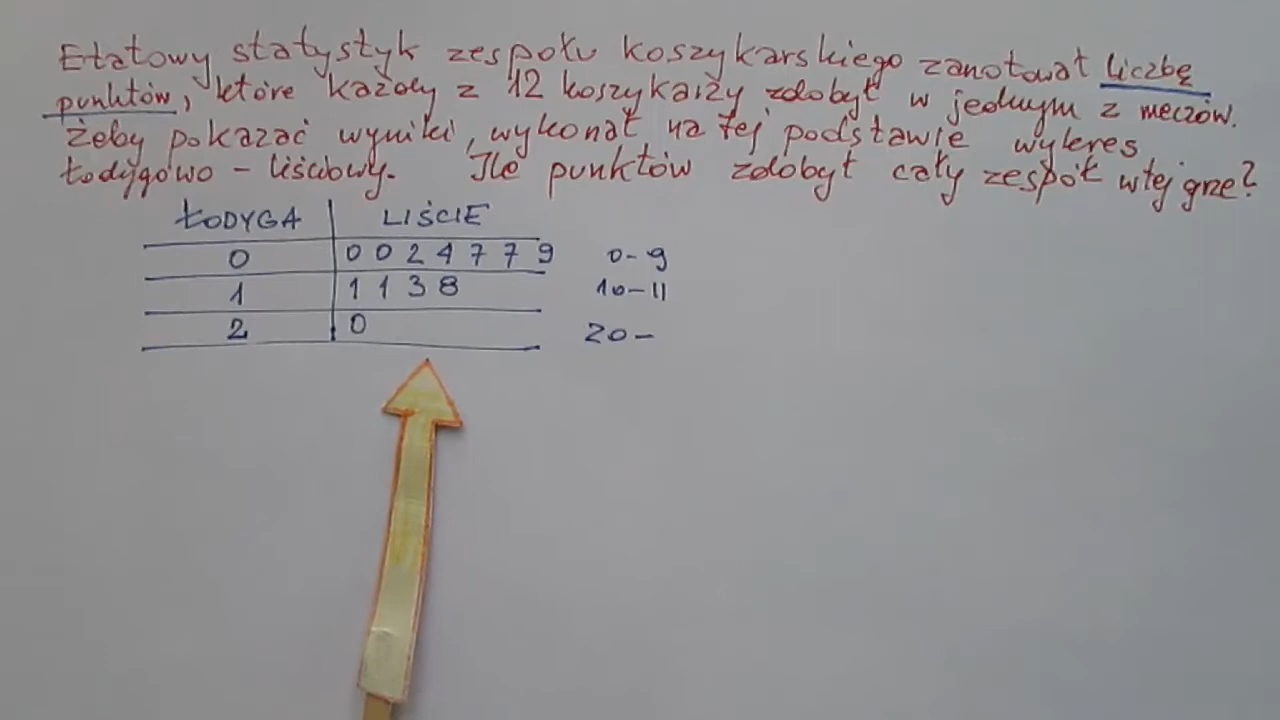 Etatowy statystyk zespołu koszykarskiego zanotował liczbę
punktów, które każdy z 12 koszykarzy zdobył w jednym z meczów.
Żeby pokazać wyniki, wykonał na tej podstawie wykres
łodygowo - liściowy. Ile punktów zdobył cały zespół w tej grze?
ŁODYGA LIŚCIE
0 0 0 2 4 7 7 9 0-9
1 1 1 3 8 10-11
2 0 20-